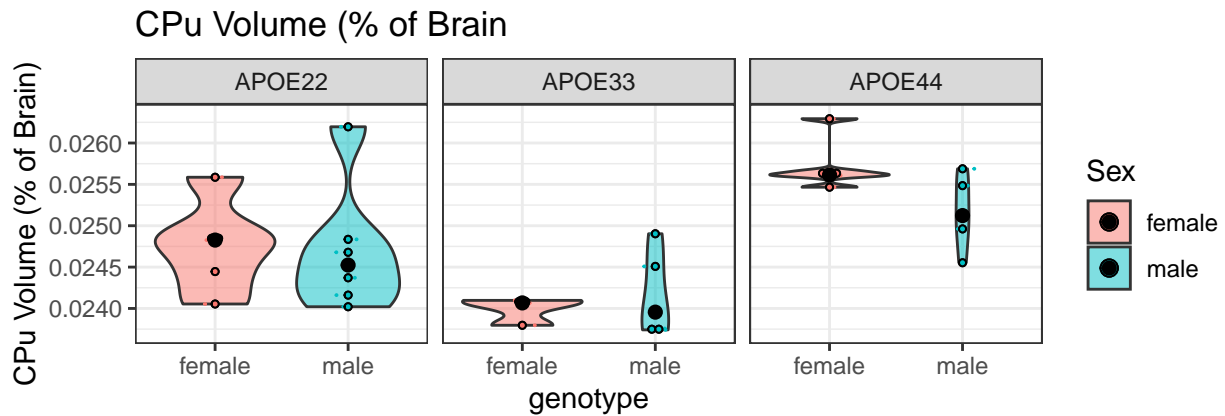 CPu Volume (% of Brain
APOE22 APOE33 APOE44
CPu Volume (% of Brain)
0.0260
0.0255
0.0250
0.0245
0.0240
female male female male female male
genotype
Sex
female
male